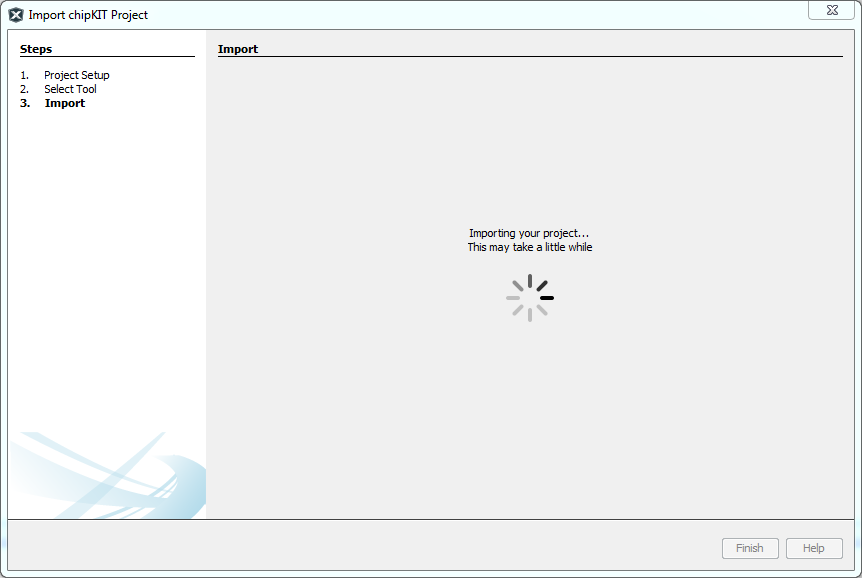 Import chipKIT Project
Steps
1. Project Setup
2. Select Tool
3. Import
Import
Importing your project...
This may take a little while
Finish
Help